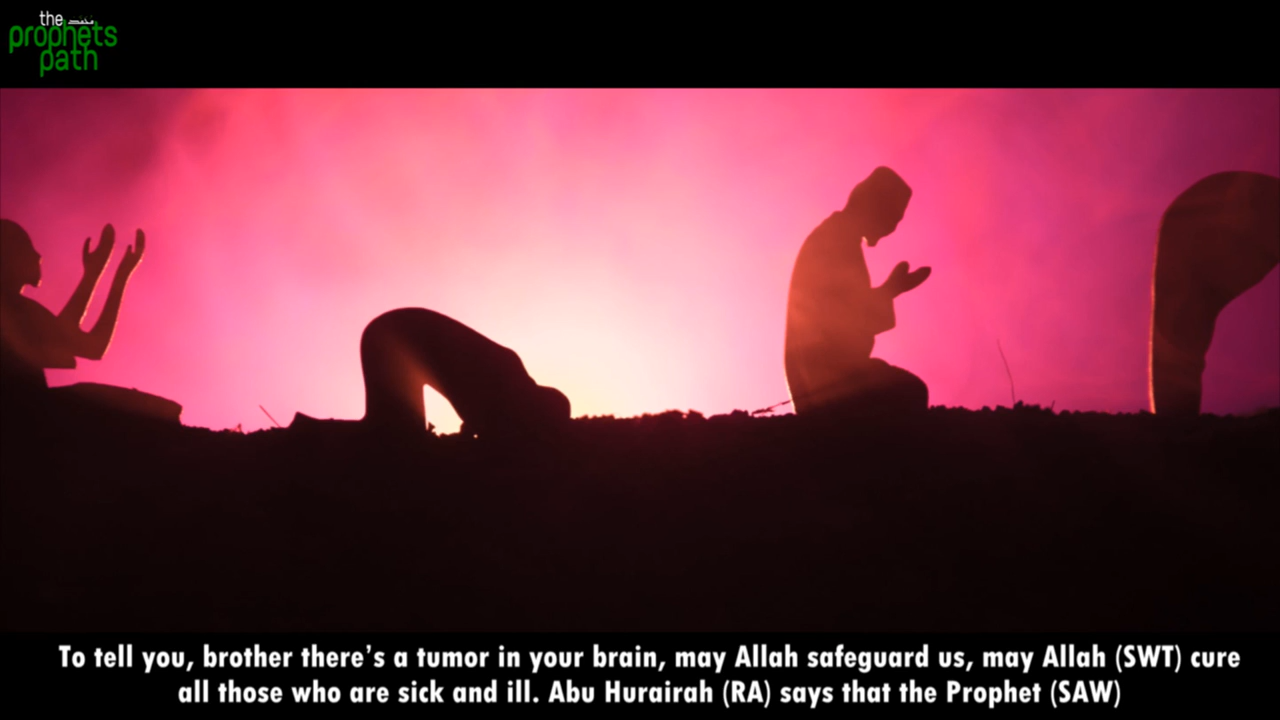 the محمد
prophets
path
To tell you, brother there's a tumor in your brain, may Allah safeguard us, may Allah (SWT) cure
all those who are sick and ill. Abu Hurairah (RA) says that the Prophet (SAW)